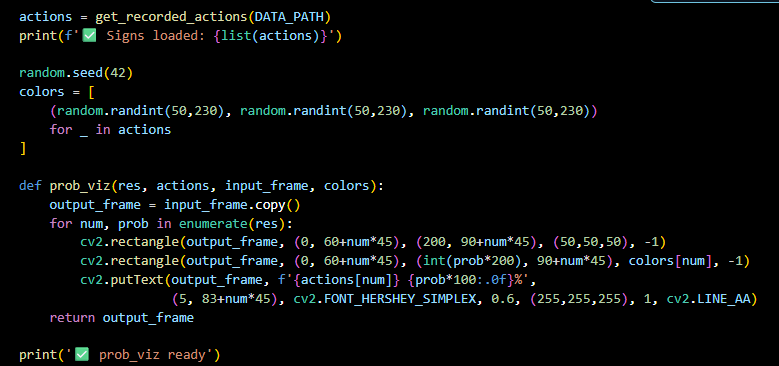 actions = get_recorded_actions(DATA_PATH)
print(f'✅ Signs loaded: {list(actions)}')

random.seed(42)
colors = [
    (random.randint(50,230), random.randint(50,230), random.randint(50,230))
    for _ in actions
]

def prob_viz(res, actions, input_frame, colors):
    output_frame = input_frame.copy()
    for num, prob in enumerate(res):
        cv2.rectangle(output_frame, (0, 60+num*45), (200, 90+num*45), (50,50,50), -1)
        cv2.rectangle(output_frame, (0, 60+num*45), (int(prob*200), 90+num*45), colors[num], -1)
        cv2.putText(output_frame, f'{actions[num]} {prob*100:.0f}%',
                    (5, 83+num*45), cv2.FONT_HERSHEY_SIMPLEX, 0.6, (255,255,255), 1, cv2.LINE_AA)
    return output_frame

print('✅ prob_viz ready')